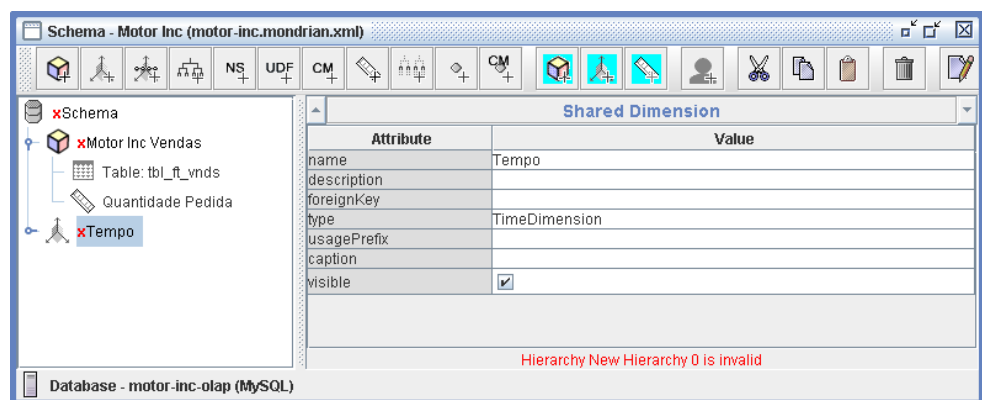 Schema - Motor Inc (motor-inc.mondrian.xml)
NS UDF CM CM
xSchema
xMotor Inc Vendas
Table: tbl_ft_vnds
Quantidade Pedida
xTempo
Shared Dimension
Attribute Value
name Tempo
description
foreignKey
type TimeDimension
usagePrefix
caption
visible
Hierarchy New Hierarchy 0 is invalid
Database - motor-inc-olap (MySQL)